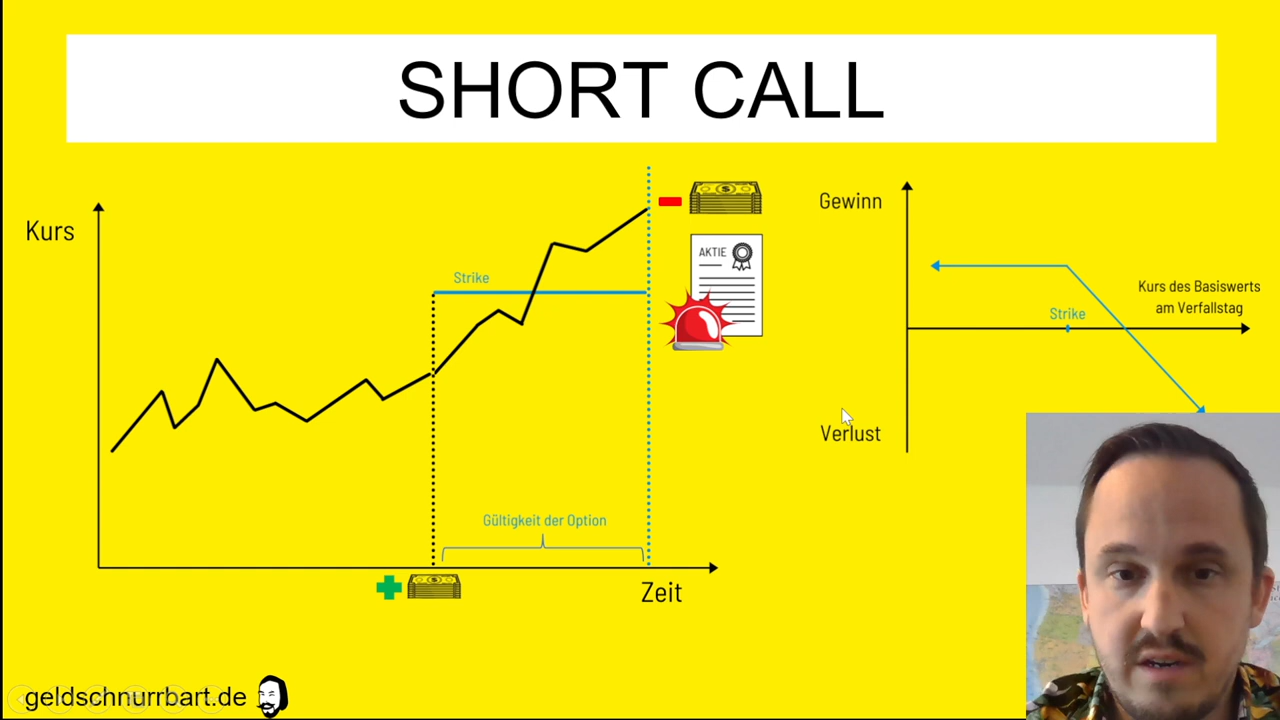 SHORT CALL
Kurs
Strike
AKTIE
Gültigkeit der Option
Zeit
Gewinn
Kurs des Basiswerts
am Verfallstag
Strike
Verlust
geldschnurrbart.de